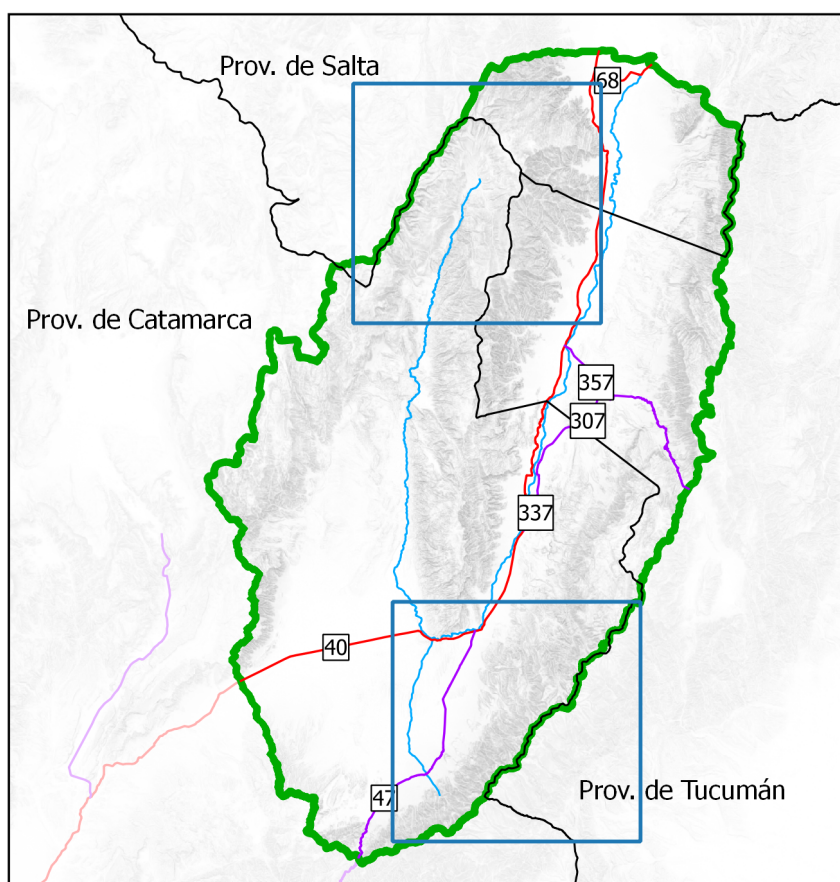 Prov. de Salta
68
Prov. de Catamarca
357
307
337
40
Prov. de Tucumán
47